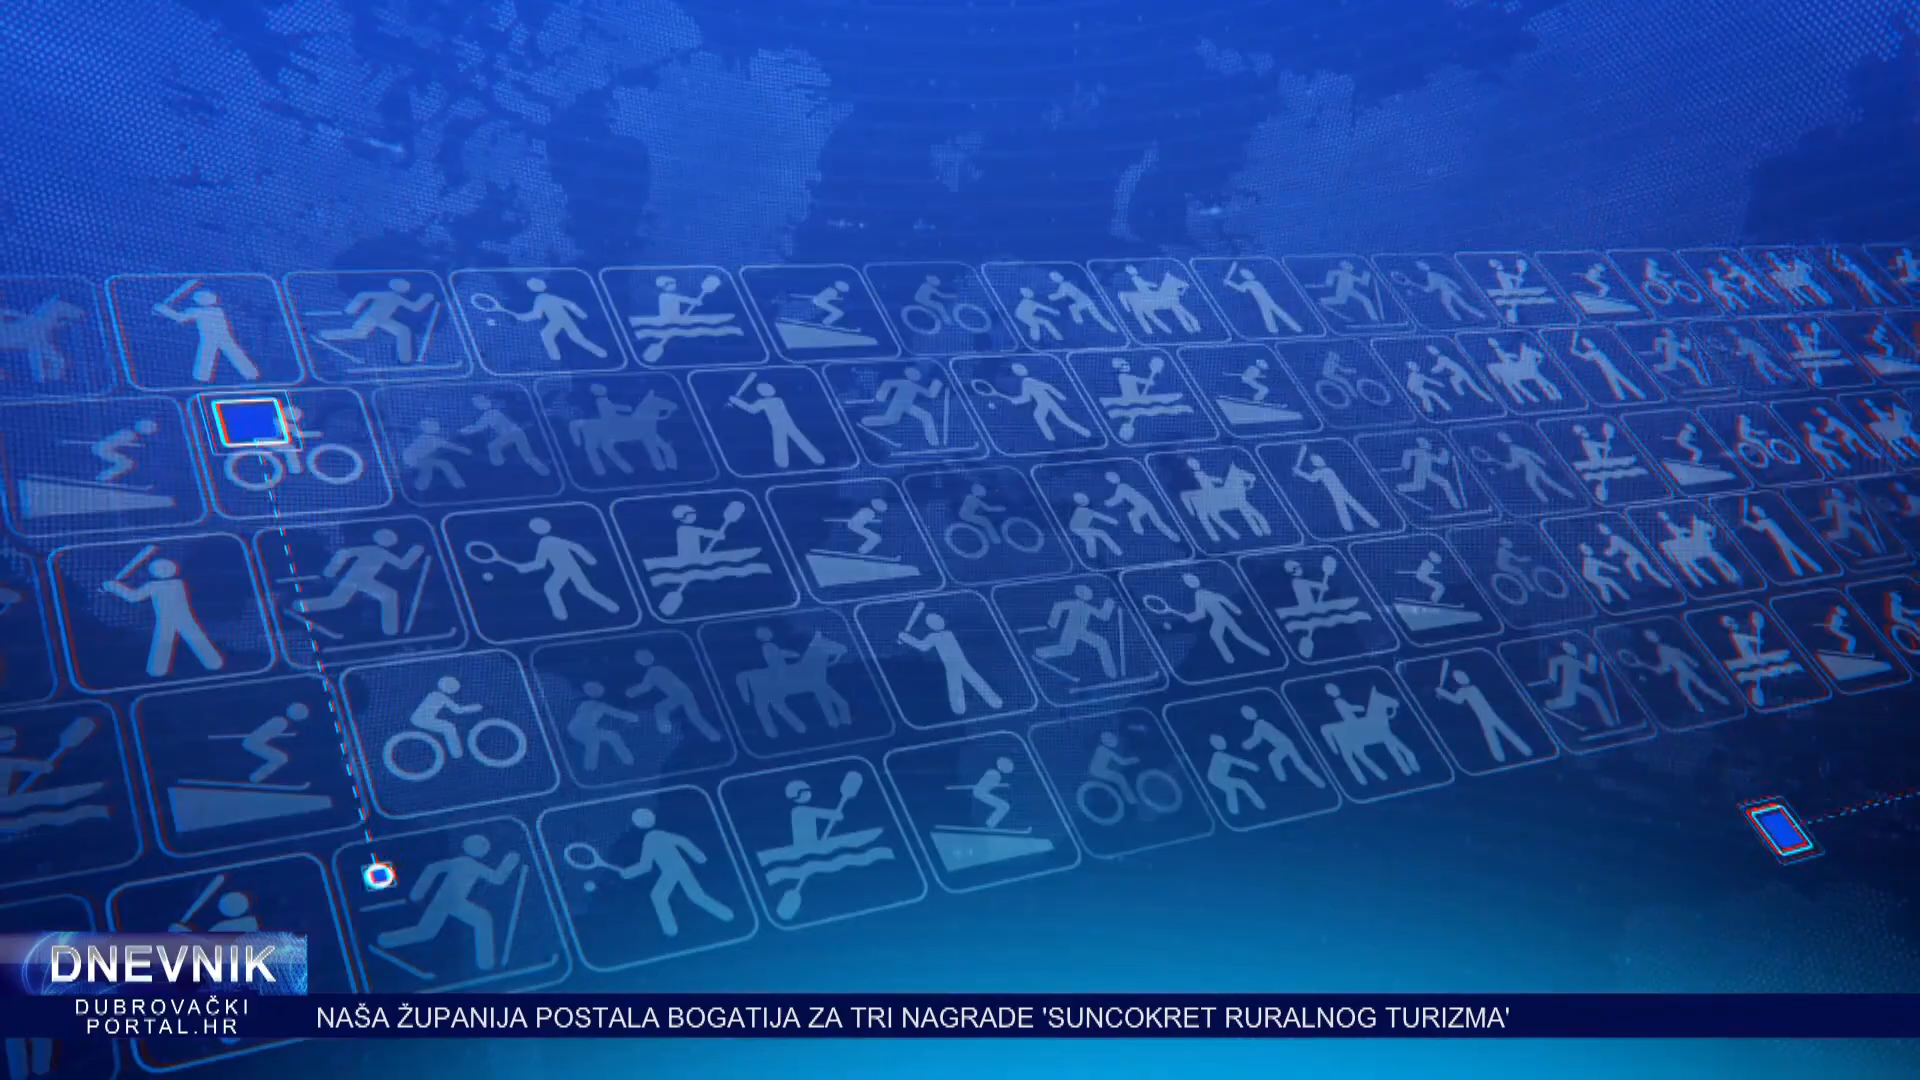 DNEVNIK
DUBROVAČKI
PORTAL.HR
NAŠA ŽUPANIJA POSTALA BOGATIJA ZA TRI NAGRADE 'SUNCOKRET RURALNOG TURIZMA'